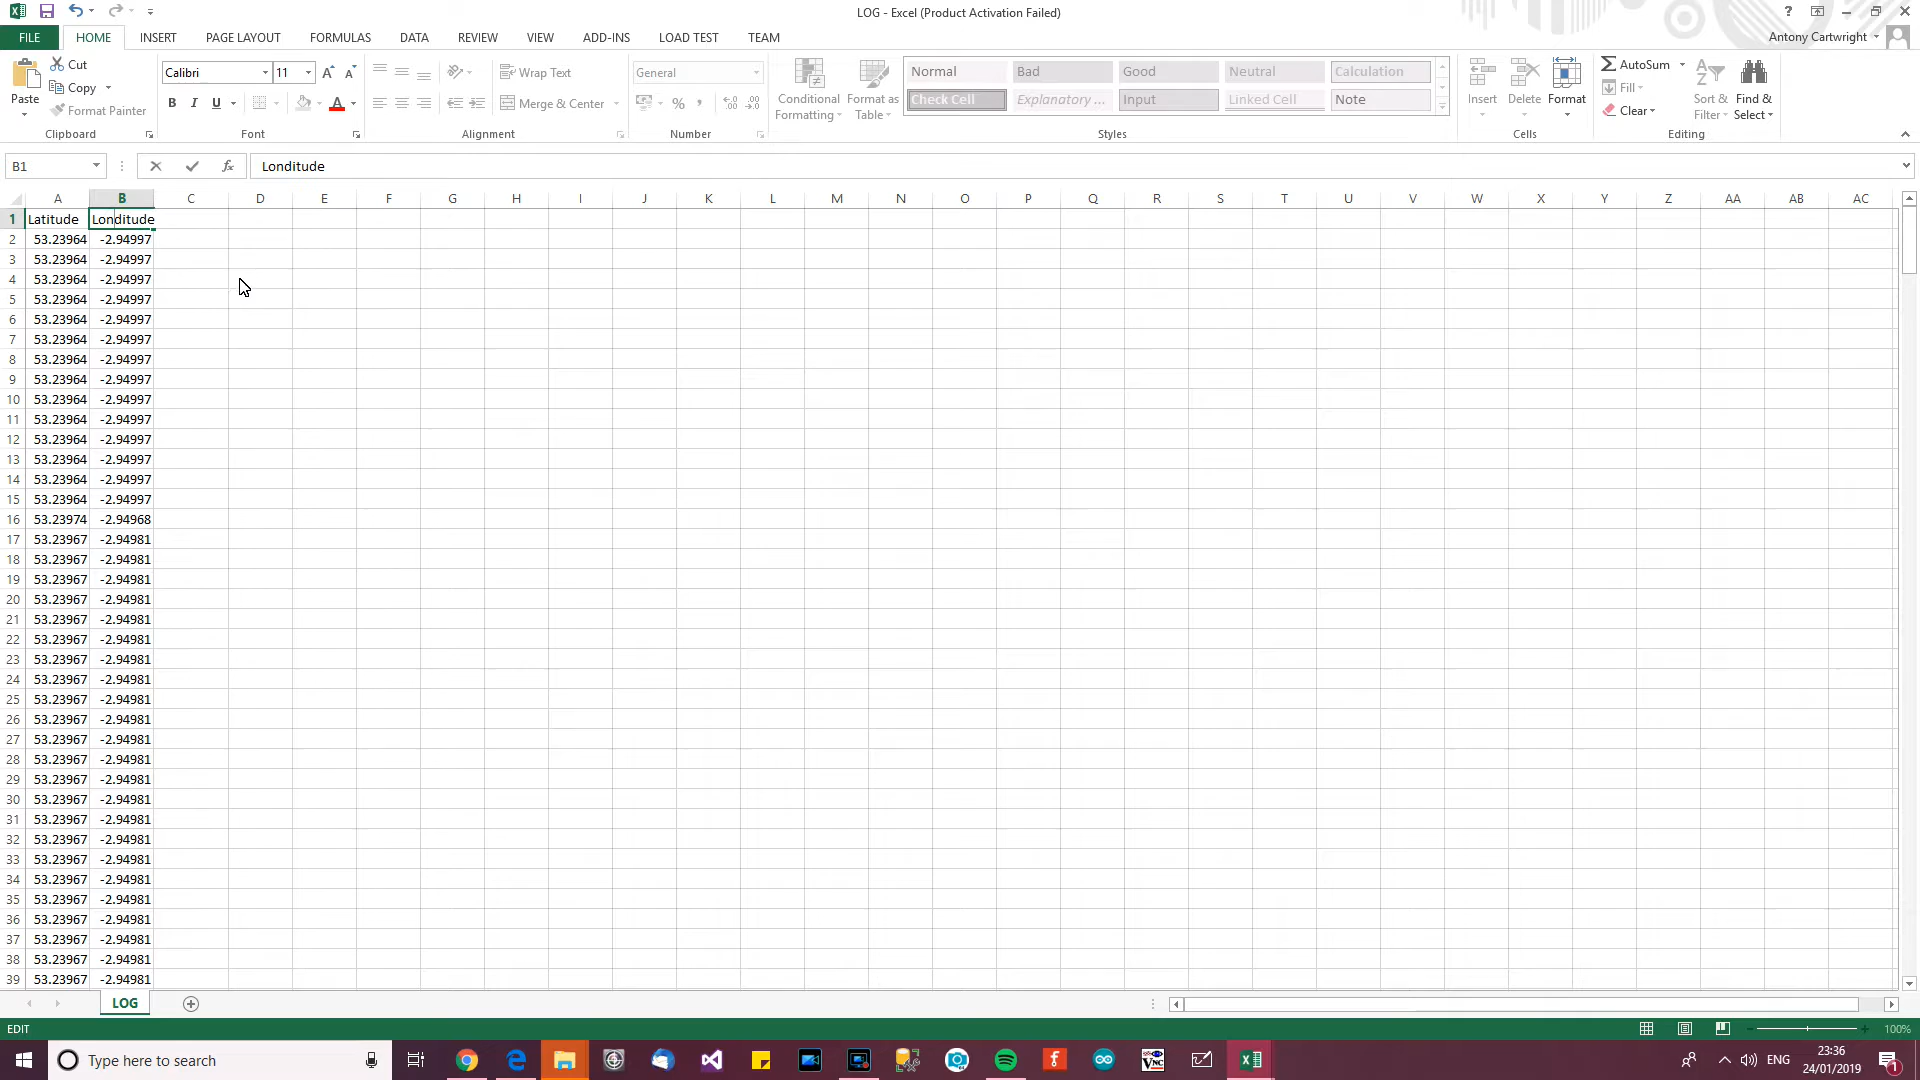 LOG - Excel (Product Activation Failed)
FILE HOME INSERT PAGE LAYOUT FORMULAS DATA REVIEW VIEW ADD-INS LOAD TEST TEAM Antony Cartwright
Paste Cut Copy Format Painter Clipboard
Calibri 11 B I U A Font
Wrap Text Merge & Center Alignment
General % Number
Conditional Formatting Format as Table
Normal Bad Good Neutral Calculation
Check Cell Explanatory ... Input Linked Cell Note
Styles
Insert Delete Format Cells
AutoSum Fill Clear Sort & Filter Find & Select Editing
B1 fx Londitude
A B C D E F G H I J K L M N O P Q R S T U V W X Y Z AA AB AC
1 Latitude Londitude
2 53.23964 -2.94997
3 53.23964 -2.94997
4 53.23964 -2.94997
5 53.23964 -2.94997
6 53.23964 -2.94997
7 53.23964 -2.94997
8 53.23964 -2.94997
9 53.23964 -2.94997
10 53.23964 -2.94997
11 53.23964 -2.94997
12 53.23964 -2.94997
13 53.23964 -2.94997
14 53.23964 -2.94997
15 53.23964 -2.94997
16 53.23974 -2.94968
17 53.23967 -2.94981
18 53.23967 -2.94981
19 53.23967 -2.94981
20 53.23967 -2.94981
21 53.23967 -2.94981
22 53.23967 -2.94981
23 53.23967 -2.94981
24 53.23967 -2.94981
25 53.23967 -2.94981
26 53.23967 -2.94981
27 53.23967 -2.94981
28 53.23967 -2.94981
29 53.23967 -2.94981
30 53.23967 -2.94981
31 53.23967 -2.94981
32 53.23967 -2.94981
33 53.23967 -2.94981
34 53.23967 -2.94981
35 53.23967 -2.94981
36 53.23967 -2.94981
37 53.23967 -2.94981
38 53.23967 -2.94981
39 53.23967 -2.94981
LOG
EDIT 100%
Type here to search ENG 23:36
24/01/2019 1